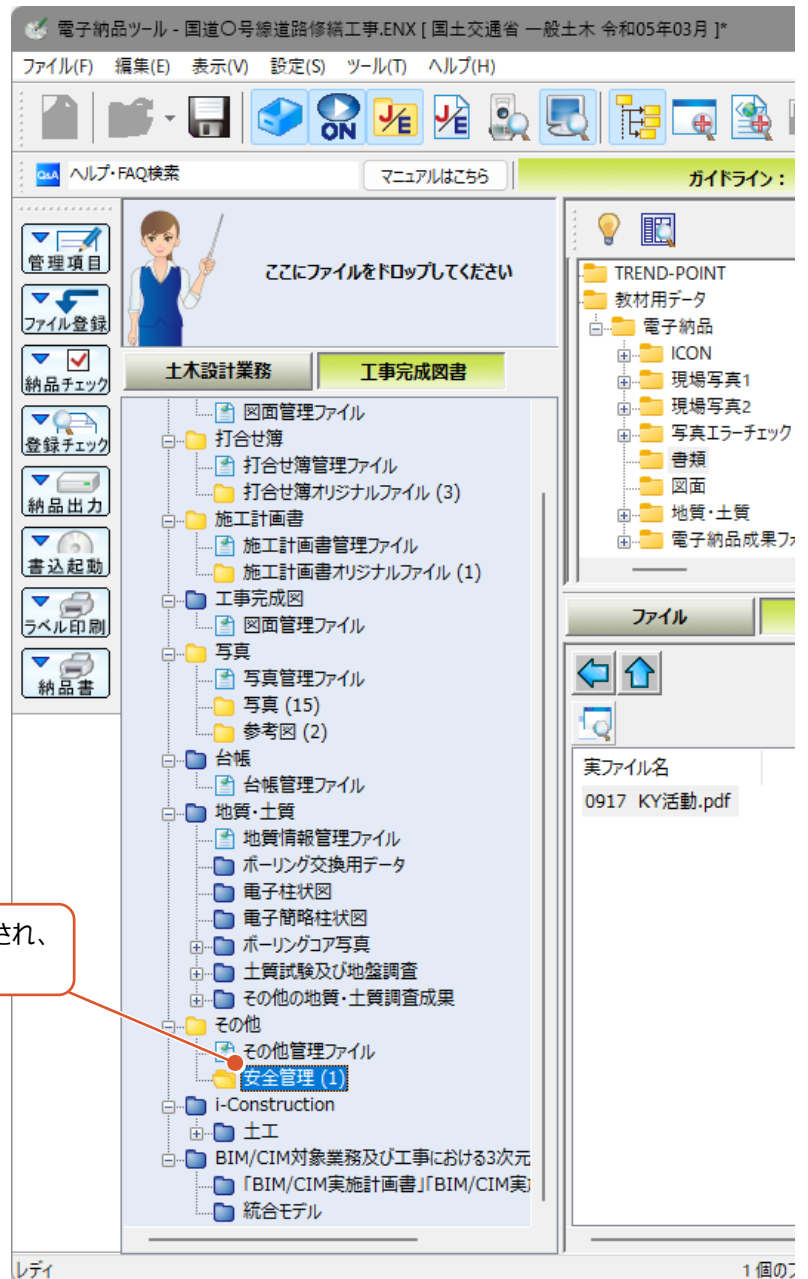 電子納品ツール - 国道〇号線道路修繕工事.ENX [ 国土交通省 一般土木 令和05年03月 ]*
ファイル(F) 編集(E) 表示(V) 設定(S) ツール(T) ヘルプ(H)
ON
J/E
J/E
Q&A ヘルプ・FAQ検索
マニュアルはこちら
ガイドライン：
管理項目
ファイル登録
納品チェック
登録チェック
納品出力
書込起動
ラベル印刷
納品書
ここにファイルをドロップしてください
土木設計業務
工事完成図書
図面管理ファイル
打合せ簿
打合せ簿管理ファイル
打合せ簿オリジナルファイル (3)
施工計画書
施工計画書管理ファイル
施工計画書オリジナルファイル (1)
工事完成図
図面管理ファイル
写真
写真管理ファイル
写真 (15)
参考図 (2)
台帳
台帳管理ファイル
地質・土質
地質情報管理ファイル
ボーリング交換用データ
電子柱状図
電子簡略柱状図
ボーリングコア写真
土質試験及び地盤調査
その他の地質・土質調査成果
その他
その他管理ファイル
安全管理 (1)
i-Construction
土工
BIM/CIM対象業務及び工事における3次元
「BIM/CIM実施計画書」「BIM/CIM実
統合モデル
され、
TREND-POINT
教材用データ
電子納品
ICON
現場写真1
現場写真2
写真エラーチェック
書類
図面
地質・土質
電子納品成果フォ
ファイル
実ファイル名
0917 KY活動.pdf
レディ
1 個のフ